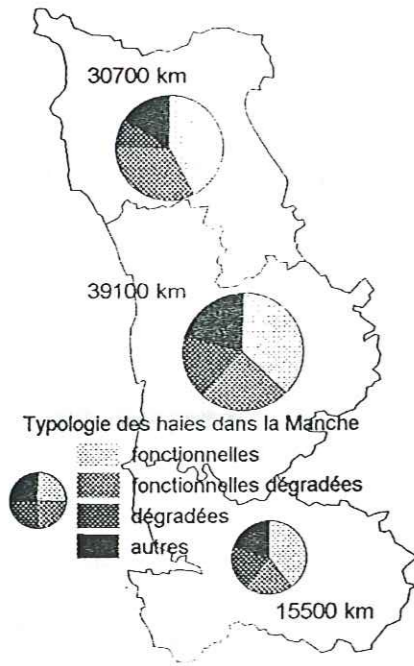 30700 km
39100 km
Typologie des haies dans la Manche
fonctionnelles
fonctionnelles dégradées
dégradées
autres
15500 km